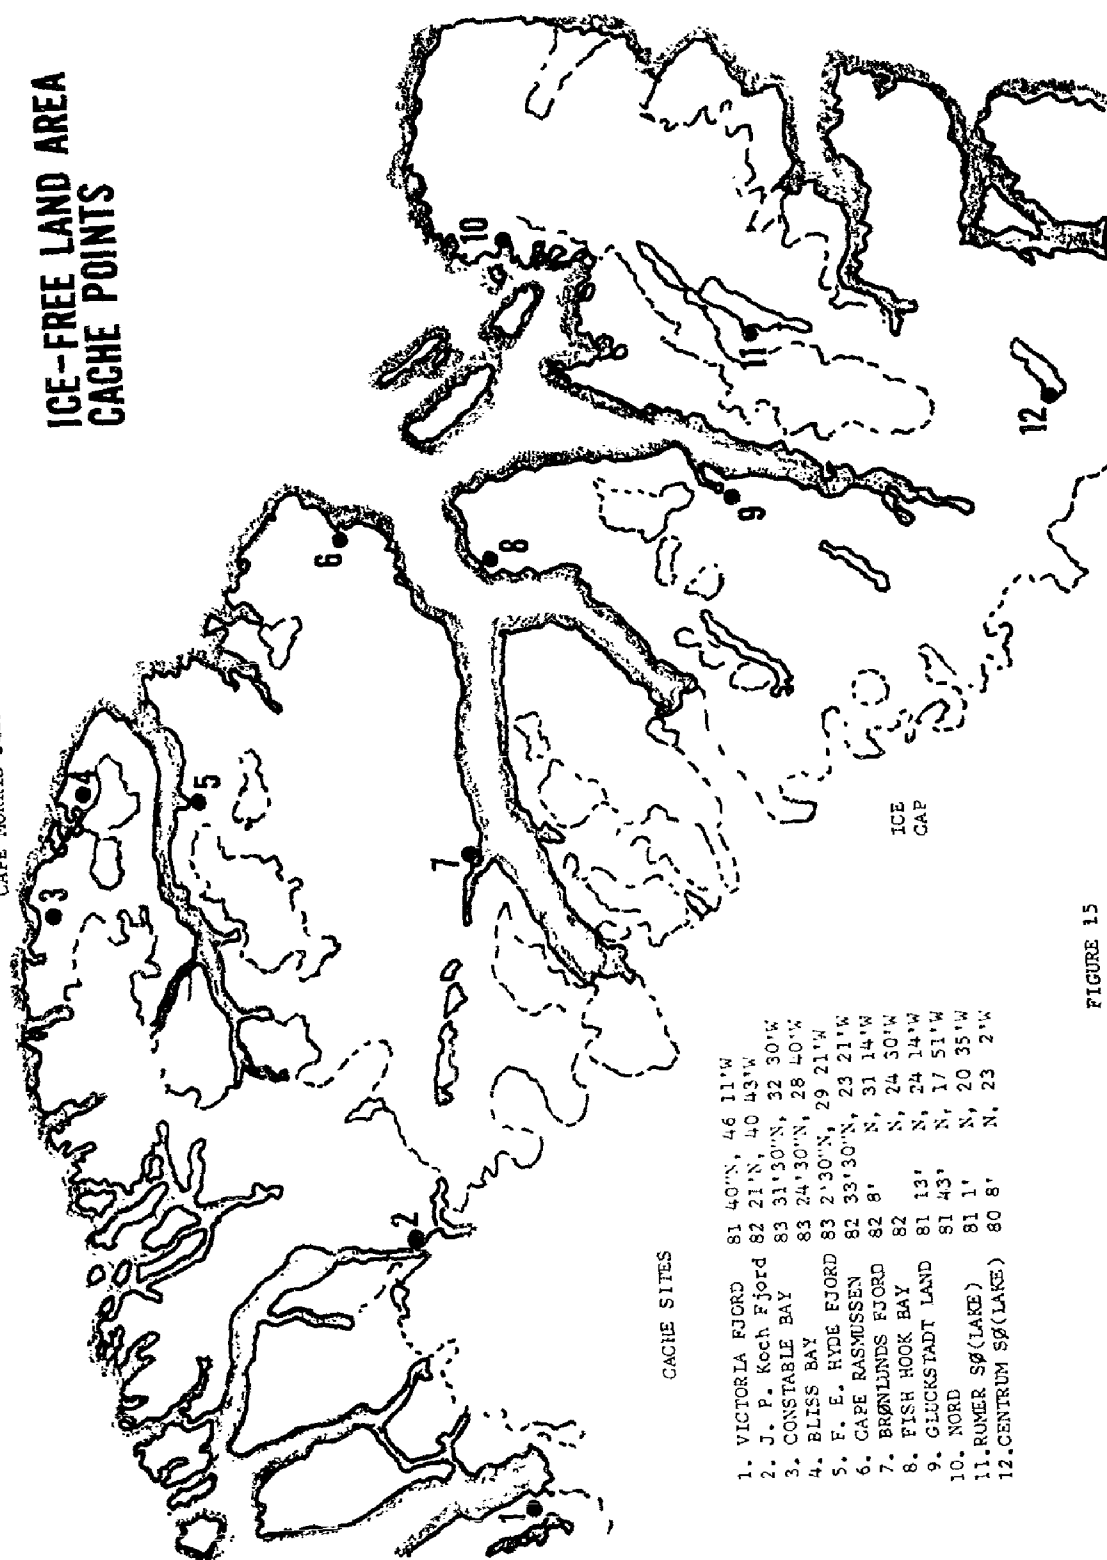 ICE-FREE LAND AREA
CACHE POINTS
CAPE MORRIS
1
2
3
4
5
6
7
8
9
10
11
12
ICE
CAP
CACHE SITES
1. VICTORIA FJORD 81 40"N, 46 11'W
2. J. P. Koch Fjord 82 21'N, 40 43'W
3. CONSTABLE BAY 83 31'30"N, 32 30'W
4. BLISS BAY 83 24'30"N, 28 40'W
5. F. E. HYDE FJORD 83 2'30"N, 29 21'W
6. CAPE RASMUSSEN 82 33'30"N, 23 21'W
7. BRØNLUNDS FJORD 82 8' N, 31 14'W
8. FISH HOOK BAY 82 N, 24 30'W
9. GLUCKSTADT LAND 81 13' N, 24 14'W
10. NORD 81 43' N, 17 51'W
11.RUMER SØ(LAKE) 81 1' N, 20 35'W
12.CENTRUM SØ(LAKE) 80 8' N, 23 2'W
FIGURE 15